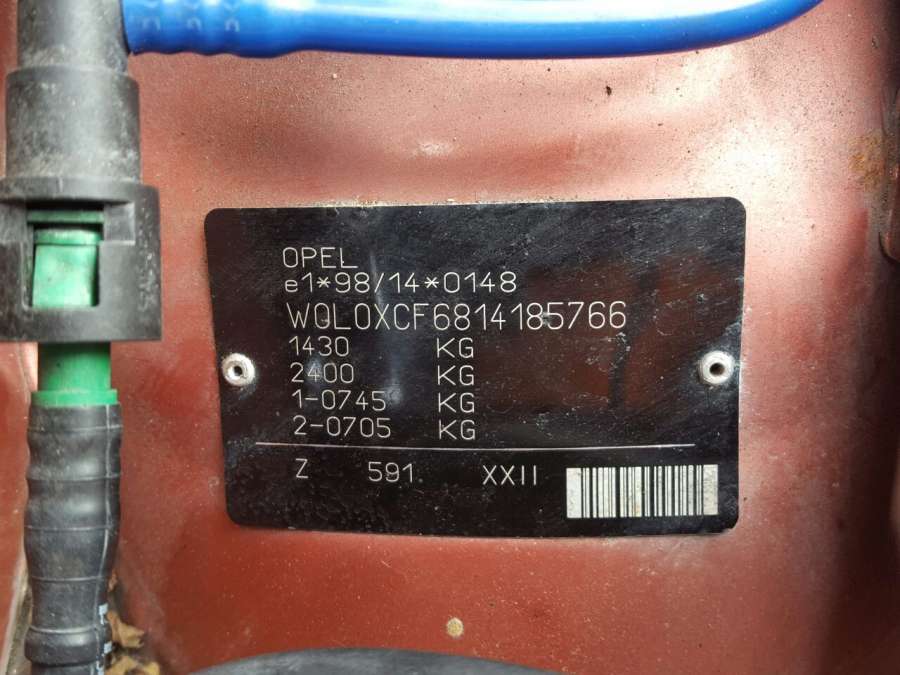 OPEL
e1*98/14*0148
W0L0XCF6814185766
1430 KG
2400 KG
1-0745 KG
2-0705 KG
Z 591 XXII